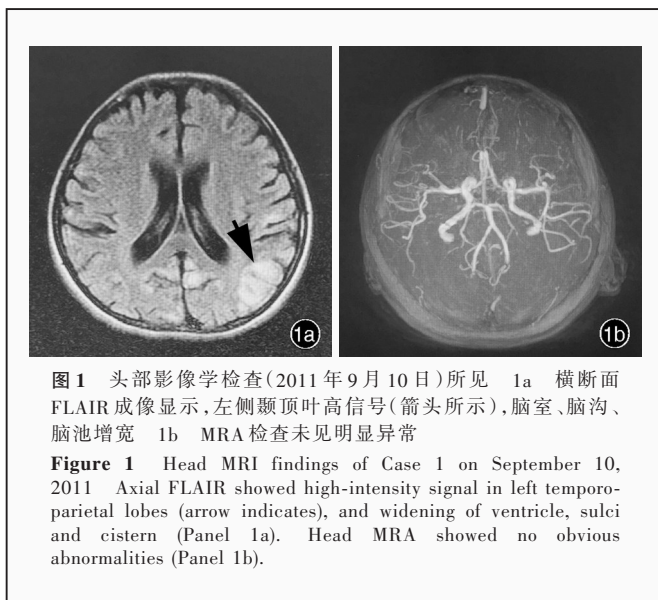 1a
1b
图1 头部影像学检查(2011年9月10日)所见 1a 横断面
FLAIR成像显示,左侧颞顶叶高信号(箭头所示),脑室、脑沟、
脑池增宽 1b MRA检查未见明显异常
Figure 1 Head MRI findings of Case 1 on September 10,
2011 Axial FLAIR showed high-intensity signal in left temporo-
parietal lobes (arrow indicates), and widening of ventricle, sulci
and cistern (Panel 1a). Head MRA showed no obvious
abnormalities (Panel 1b).